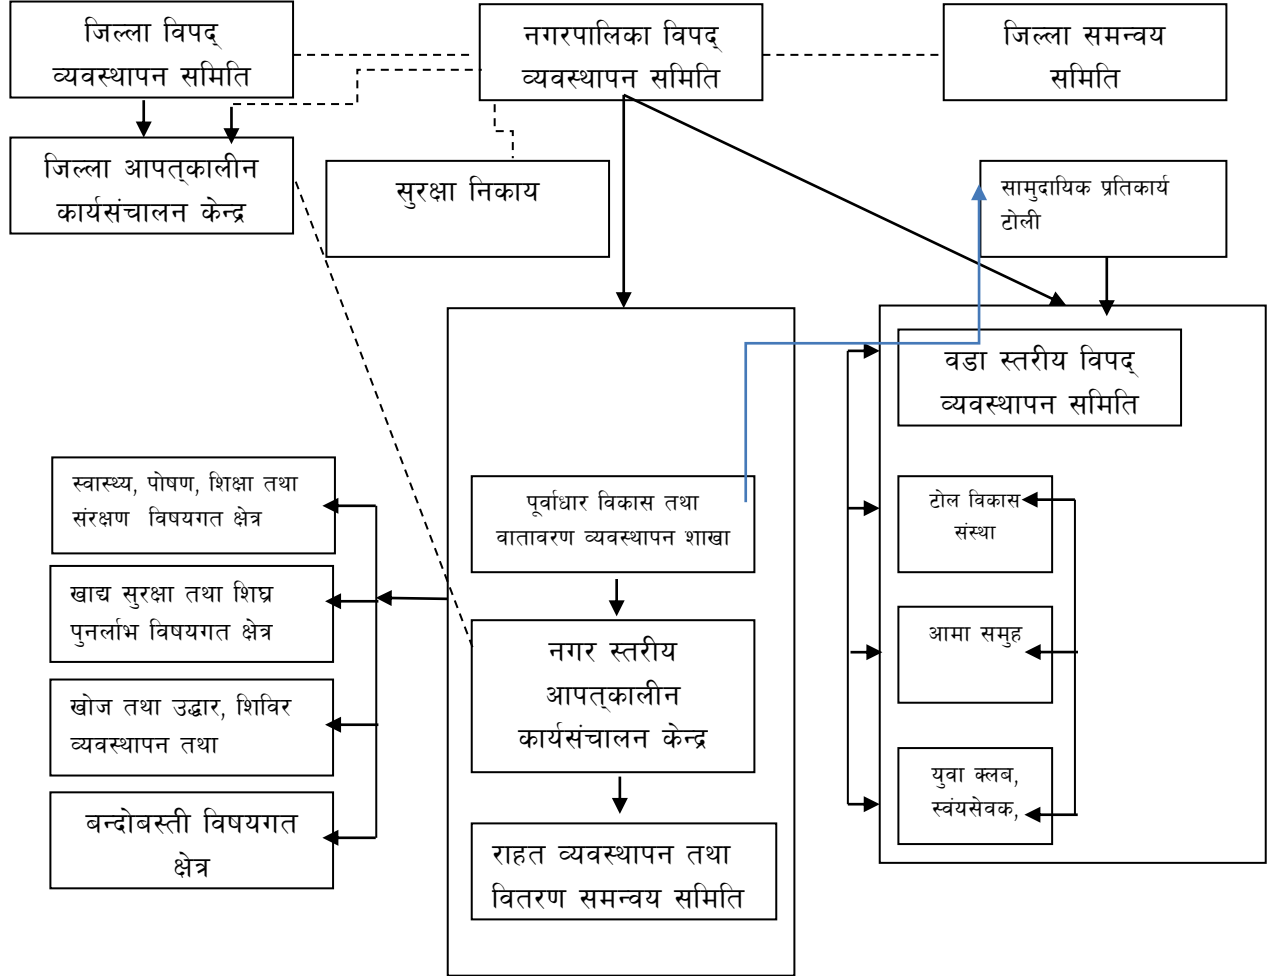 जिल्ला विपद्
व्यवस्थापन समिति
नगरपालिका विपद्
व्यवस्थापन समिति
जिल्ला समन्वय
समिति
जिल्ला आपत्कालीन
कार्यसंचालन केन्द्र
सुरक्षा निकाय
सामुदायिक प्रतिकार्य
टोली
वडा स्तरीय विपद्
व्यवस्थापन समिति
स्वास्थ्य, पोषण, शिक्षा तथा
संरक्षण विषयगत क्षेत्र
खाद्य सुरक्षा तथा शिघ्र
पुनर्लाभ विषयगत क्षेत्र
खोज तथा उद्धार, शिविर
व्यवस्थापन तथा
बन्दोबस्ती विषयगत
क्षेत्र
पूर्वाधार विकास तथा
वातावरण व्यवस्थापन शाखा
नगर स्तरीय
आपत्कालीन
कार्यसंचालन केन्द्र
राहत व्यवस्थापन तथा
वितरण समन्वय समिति
टोल विकास
संस्था
आमा समुह
युवा क्लब,
स्वंयसेवक,